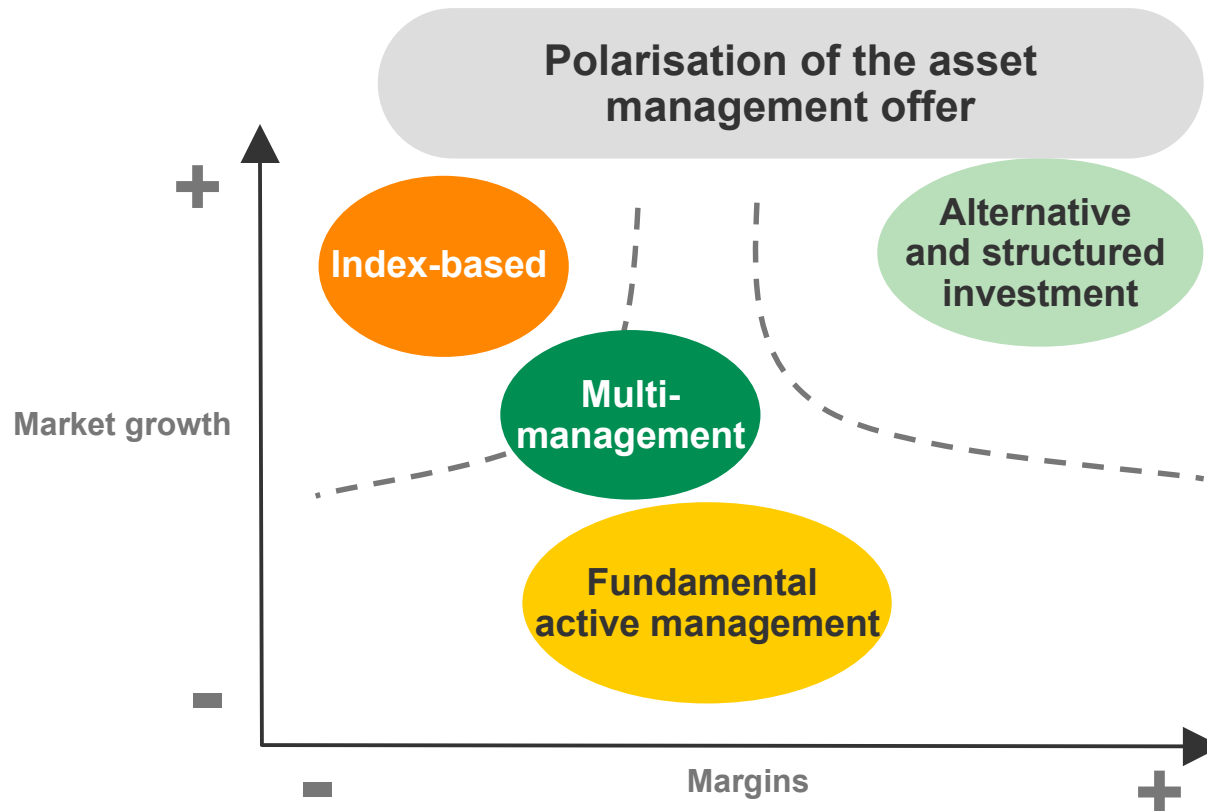 Polarisation of the asset
management offer
+
Index-based
Alternative
and structured
investment
Multi-
management
Market growth
Fundamental
active management
-
-
Margins
+